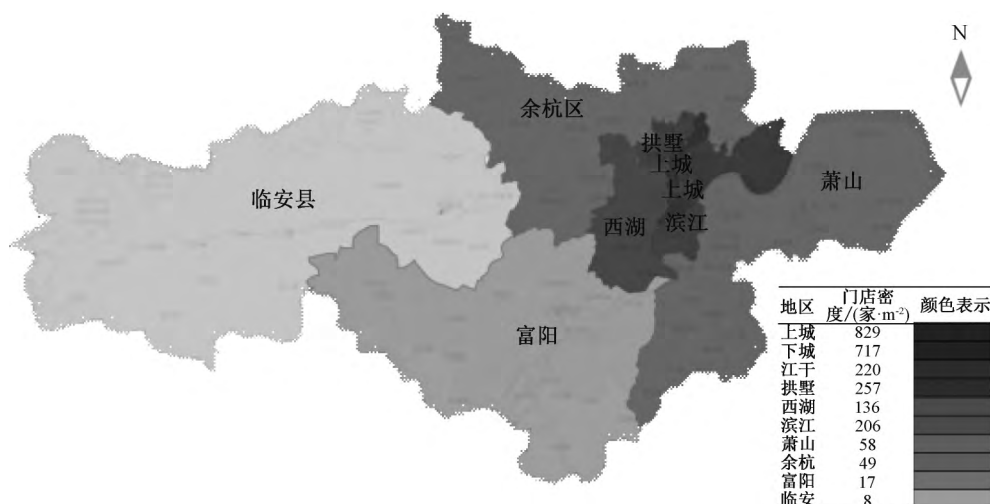 N
余杭区
拱墅
上城
上城
临安县
萧山
西湖
滨江
富阳
地区 门店密度/(家·m-2) 颜色表示
上城 829
下城 717
江干 220
拱墅 257
西湖 136
滨江 206
萧山 58
余杭 49
富阳 17
临安 8